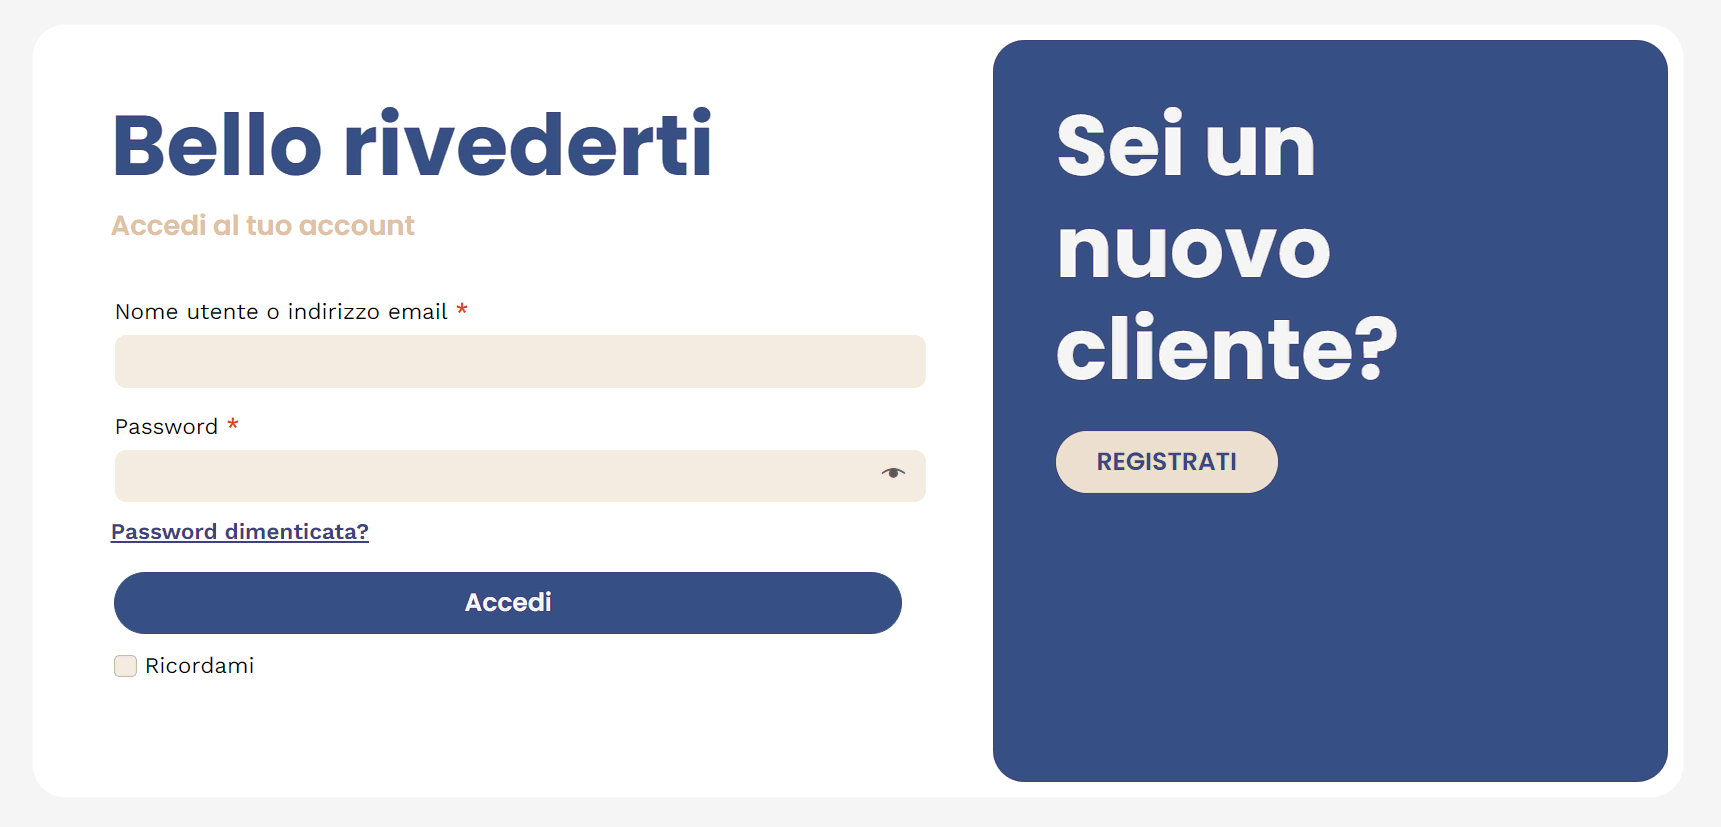 Bello rivederti
Accedi al tuo account
Nome utente o indirizzo email *
Password *
Password dimenticata?
Accedi
Ricordami
Sei un
nuovo
cliente?
REGISTRATI